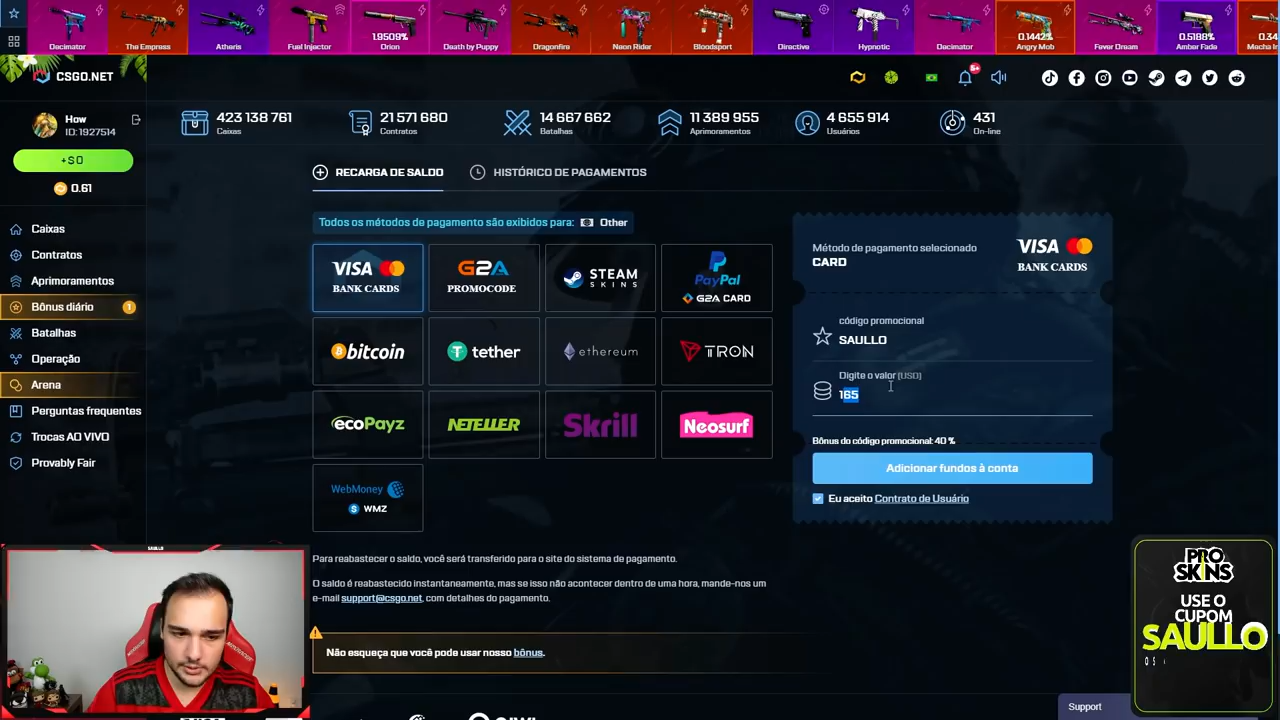 Decimator
The Empress
Atheris
Fuel Injector
1.9509%
Orion
Death by Puppy
Dragonfire
Neon Rider
Bloodsport
Directive
Hypnotic
Decimator
0.1442%
Angry Mob
Fever Dream
0.5188%
Amber Fade
0.34
Mecha In
CSGO.NET
5+
How
ID: 1927514
+SO
0.61
423 138 761
Caixas
21 571 680
Contratos
14 667 662
Batalhas
11 389 955
Aprimoramentos
4 655 914
Usuários
431
On-line
Caixas
Contratos
Aprimoramentos
Bônus diário 1
Batalhas
Operação
Arena
Perguntas frequentes
Trocas AO VIVO
Provably Fair
RECARGA DE SALDO
HISTÓRICO DE PAGAMENTOS
Todos os métodos de pagamento são exibidos para: Other
VISA
BANK CARDS
G2A
PROMOCODE
STEAM
SKINS
PayPal
G2A CARD
bitcoin
tether
ethereum
TRON
ecoPayz
NETELLER
Skrill
Neosurf
WebMoney
WMZ
Método de pagamento selecionado
CARD
VISA
BANK CARDS
código promocional
SAULLO
Digite o valor (USD)
165
Bônus do código promocional: 40 %
Adicionar fundos à conta
Eu aceito Contrato de Usuário
Para reabastecer o saldo, você será transferido para o site do sistema de pagamento.
O saldo é reabastecido instantaneamente, mas se isso não acontecer dentro de uma hora, mande-nos um
e-mail support@csgo.net, com detalhes do pagamento.
Não esqueça que você pode usar nosso bônus.
SAULLO
PRO
SKINS
USE O
CUPOM
SAULLO
OS
Support